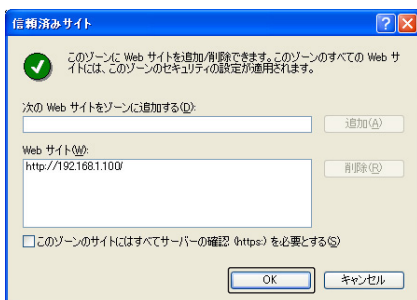 信頼済みサイト
このゾーンに Web サイトを追加/削除できます。このゾーンのすべての Web サ
イトには、このゾーンのセキュリティの設定が適用されます。
次の Web サイトをゾーンに追加する(D):
追加(A)
Web サイト(W):
http://192.168.1.100/
削除(R)
このゾーンのサイトにはすべてサーバーの確認 (https:) を必要とする(S)
OK
キャンセル